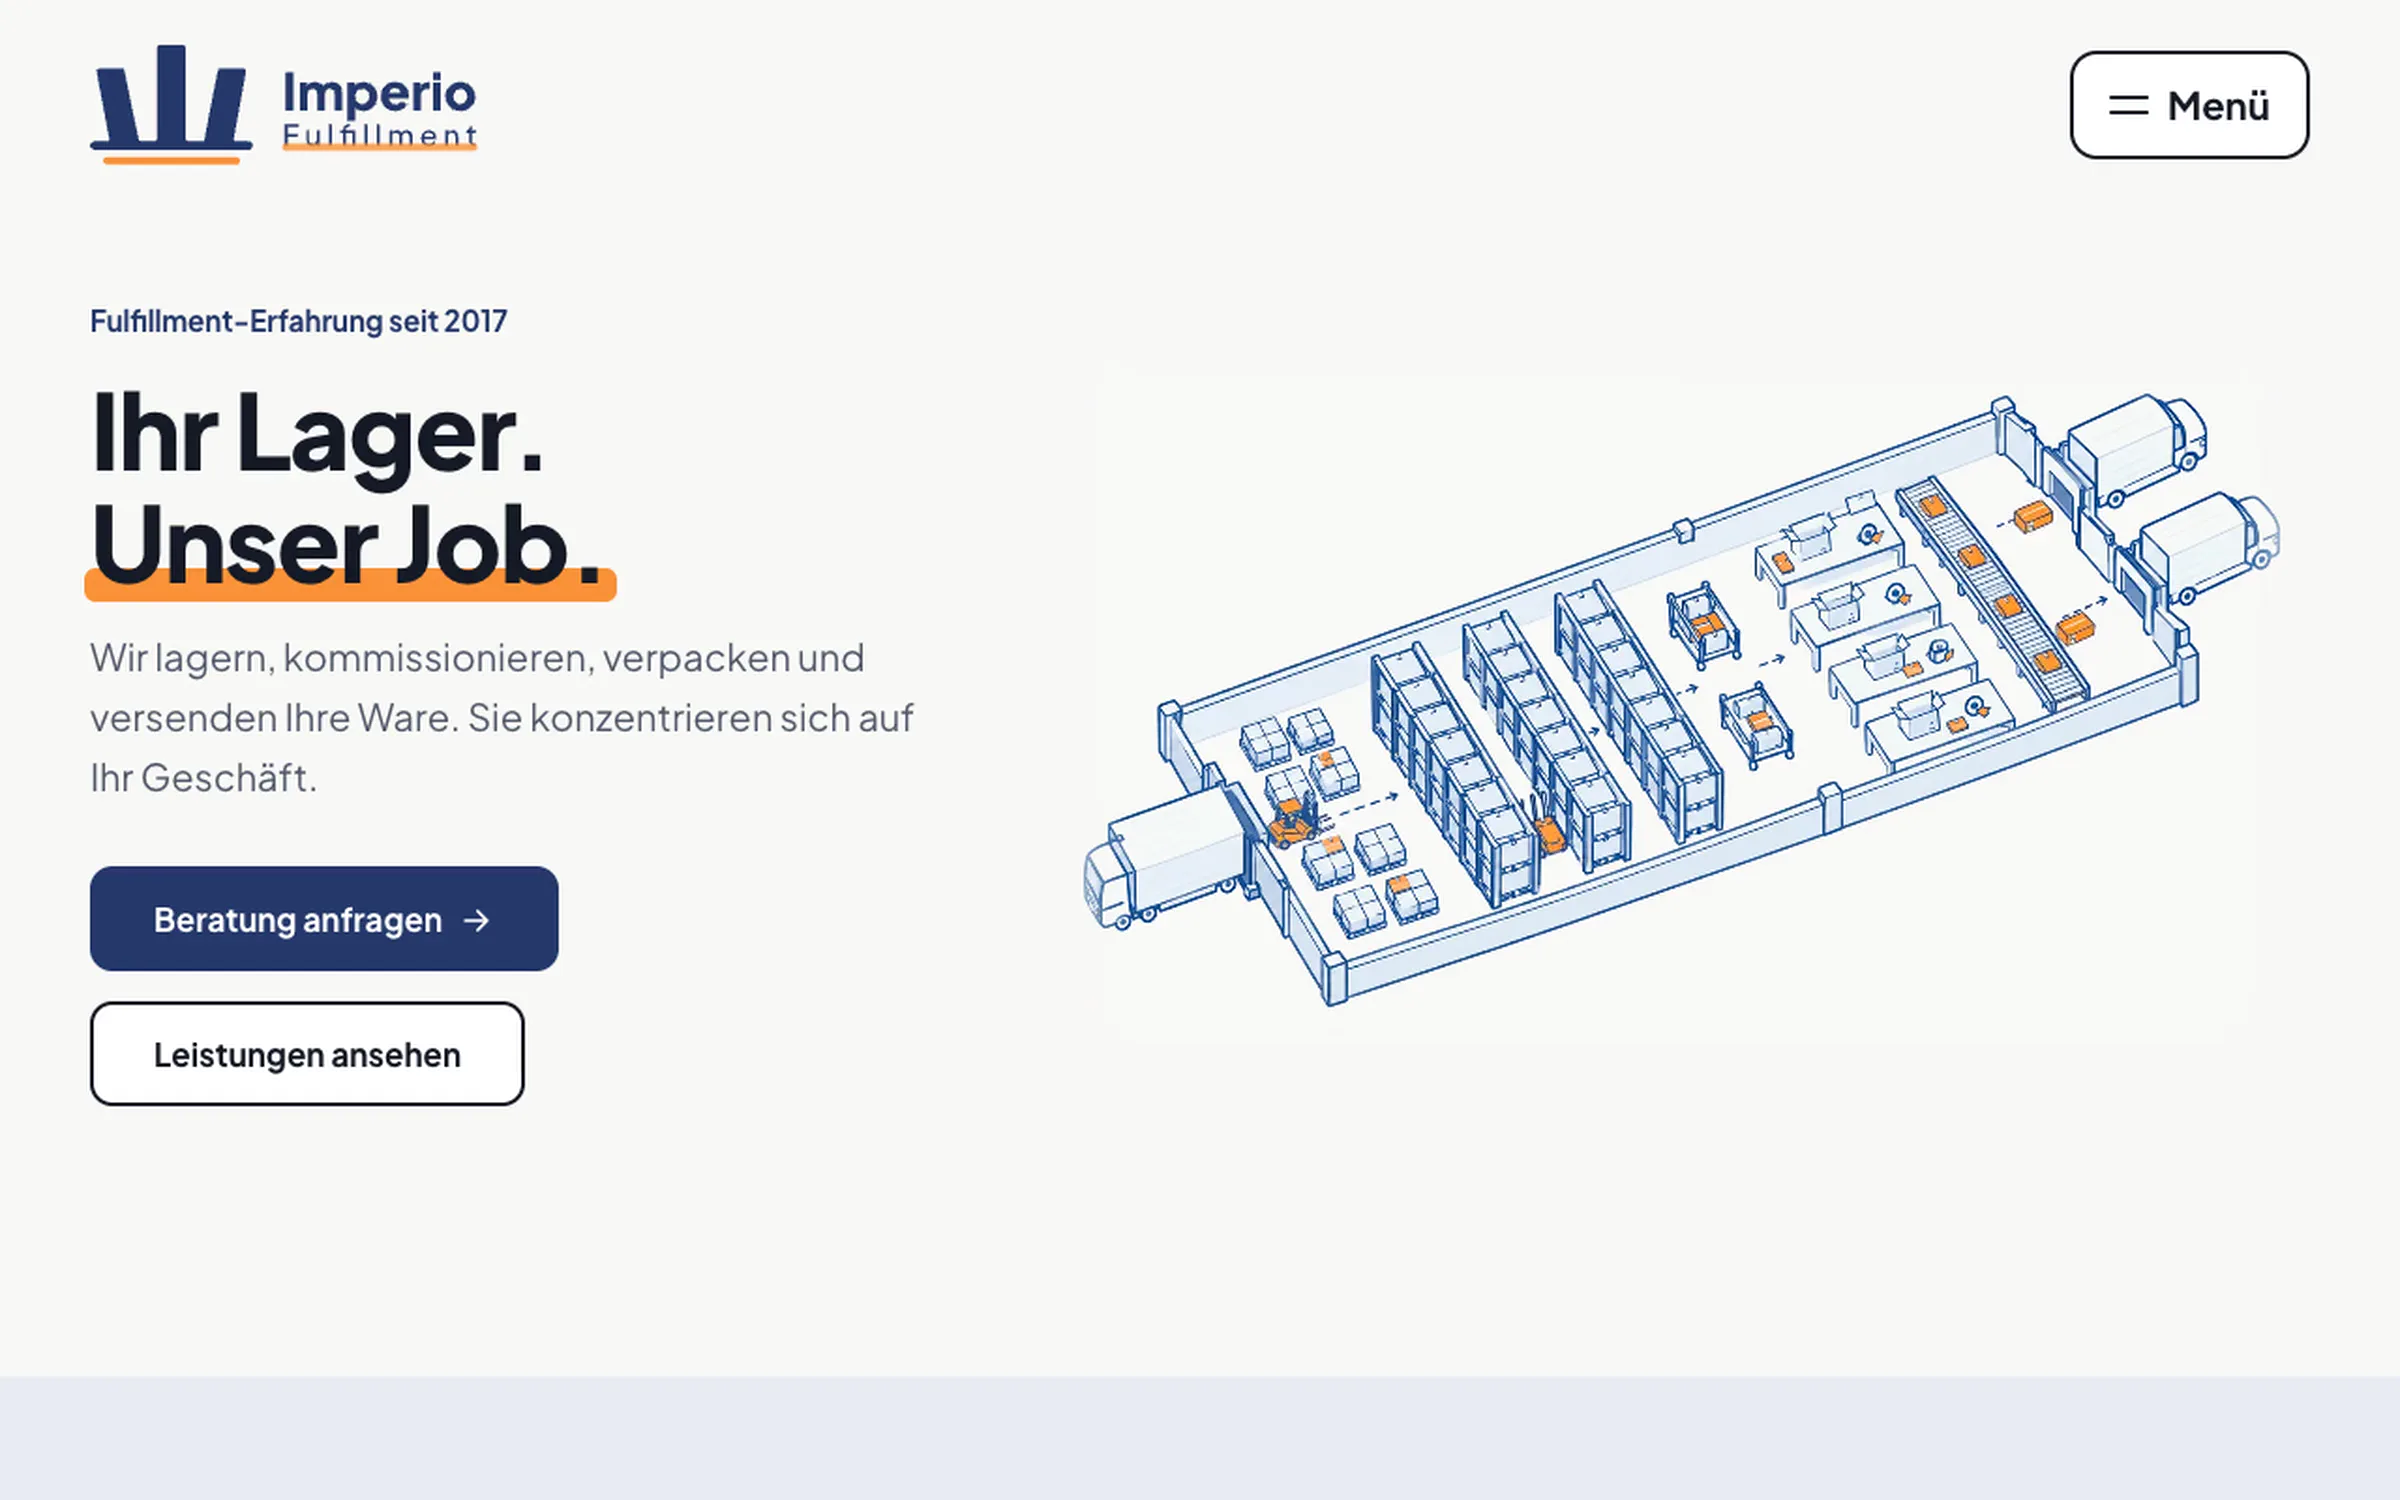 Imperio
Fulfillment
Menü
Fulfillment-Erfahrung seit 2017
Ihr Lager.
Unser Job.
Wir lagern, kommissionieren, verpacken und
versenden Ihre Ware. Sie konzentrieren sich auf
Ihr Geschäft.
Beratung anfragen →
Leistungen ansehen